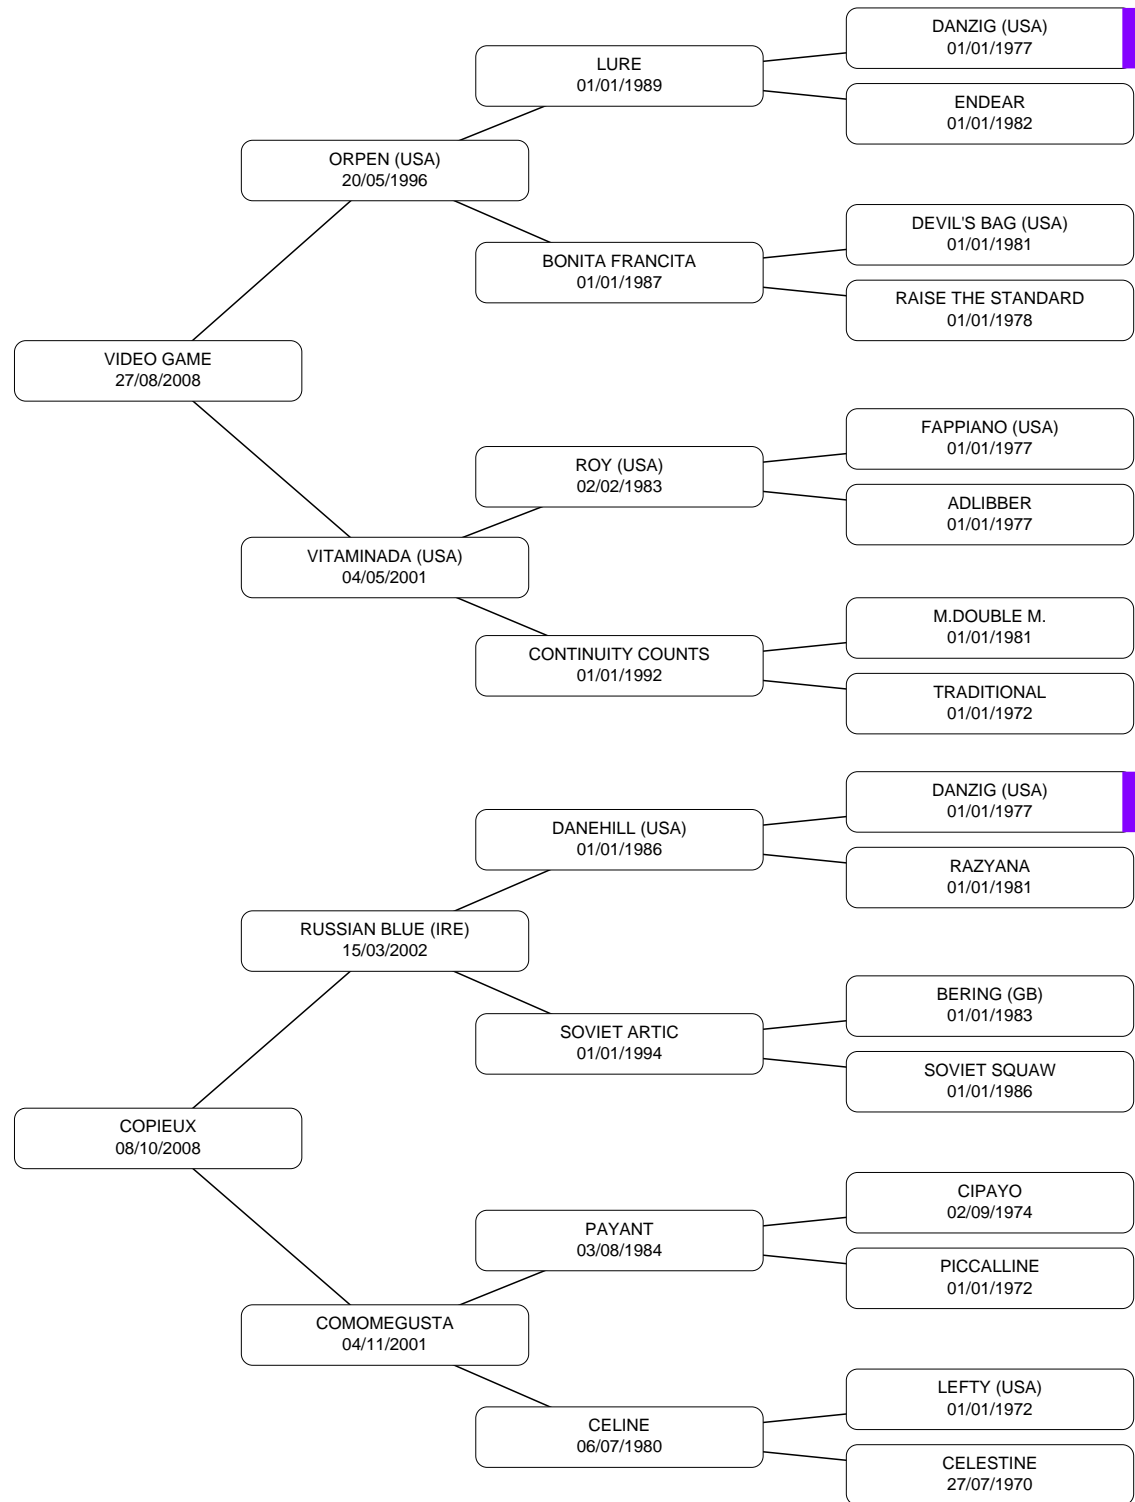 DANZIG (USA)
01/01/1977
LURE
01/01/1989
ENDEAR
01/01/1982
ORPEN (USA)
20/05/1996
DEVIL'S BAG (USA)
01/01/1981
BONITA FRANCITA
01/01/1987
RAISE THE STANDARD
01/01/1978
VIDEO GAME
27/08/2008
FAPPIANO (USA)
01/01/1977
ROY (USA)
02/02/1983
ADLIBBER
01/01/1977
VITAMINADA (USA)
04/05/2001
M.DOUBLE M.
01/01/1981
CONTINUITY COUNTS
01/01/1992
TRADITIONAL
01/01/1972
DANZIG (USA)
01/01/1977
DANEHILL (USA)
01/01/1986
RAZYANA
01/01/1981
RUSSIAN BLUE (IRE)
15/03/2002
BERING (GB)
01/01/1983
SOVIET ARTIC
01/01/1994
SOVIET SQUAW
01/01/1986
COPIEUX
08/10/2008
CIPAYO
02/09/1974
PAYANT
03/08/1984
PICCALLINE
01/01/1972
COMOMEGUSTA
04/11/2001
LEFTY (USA)
01/01/1972
CELINE
06/07/1980
CELESTINE
27/07/1970